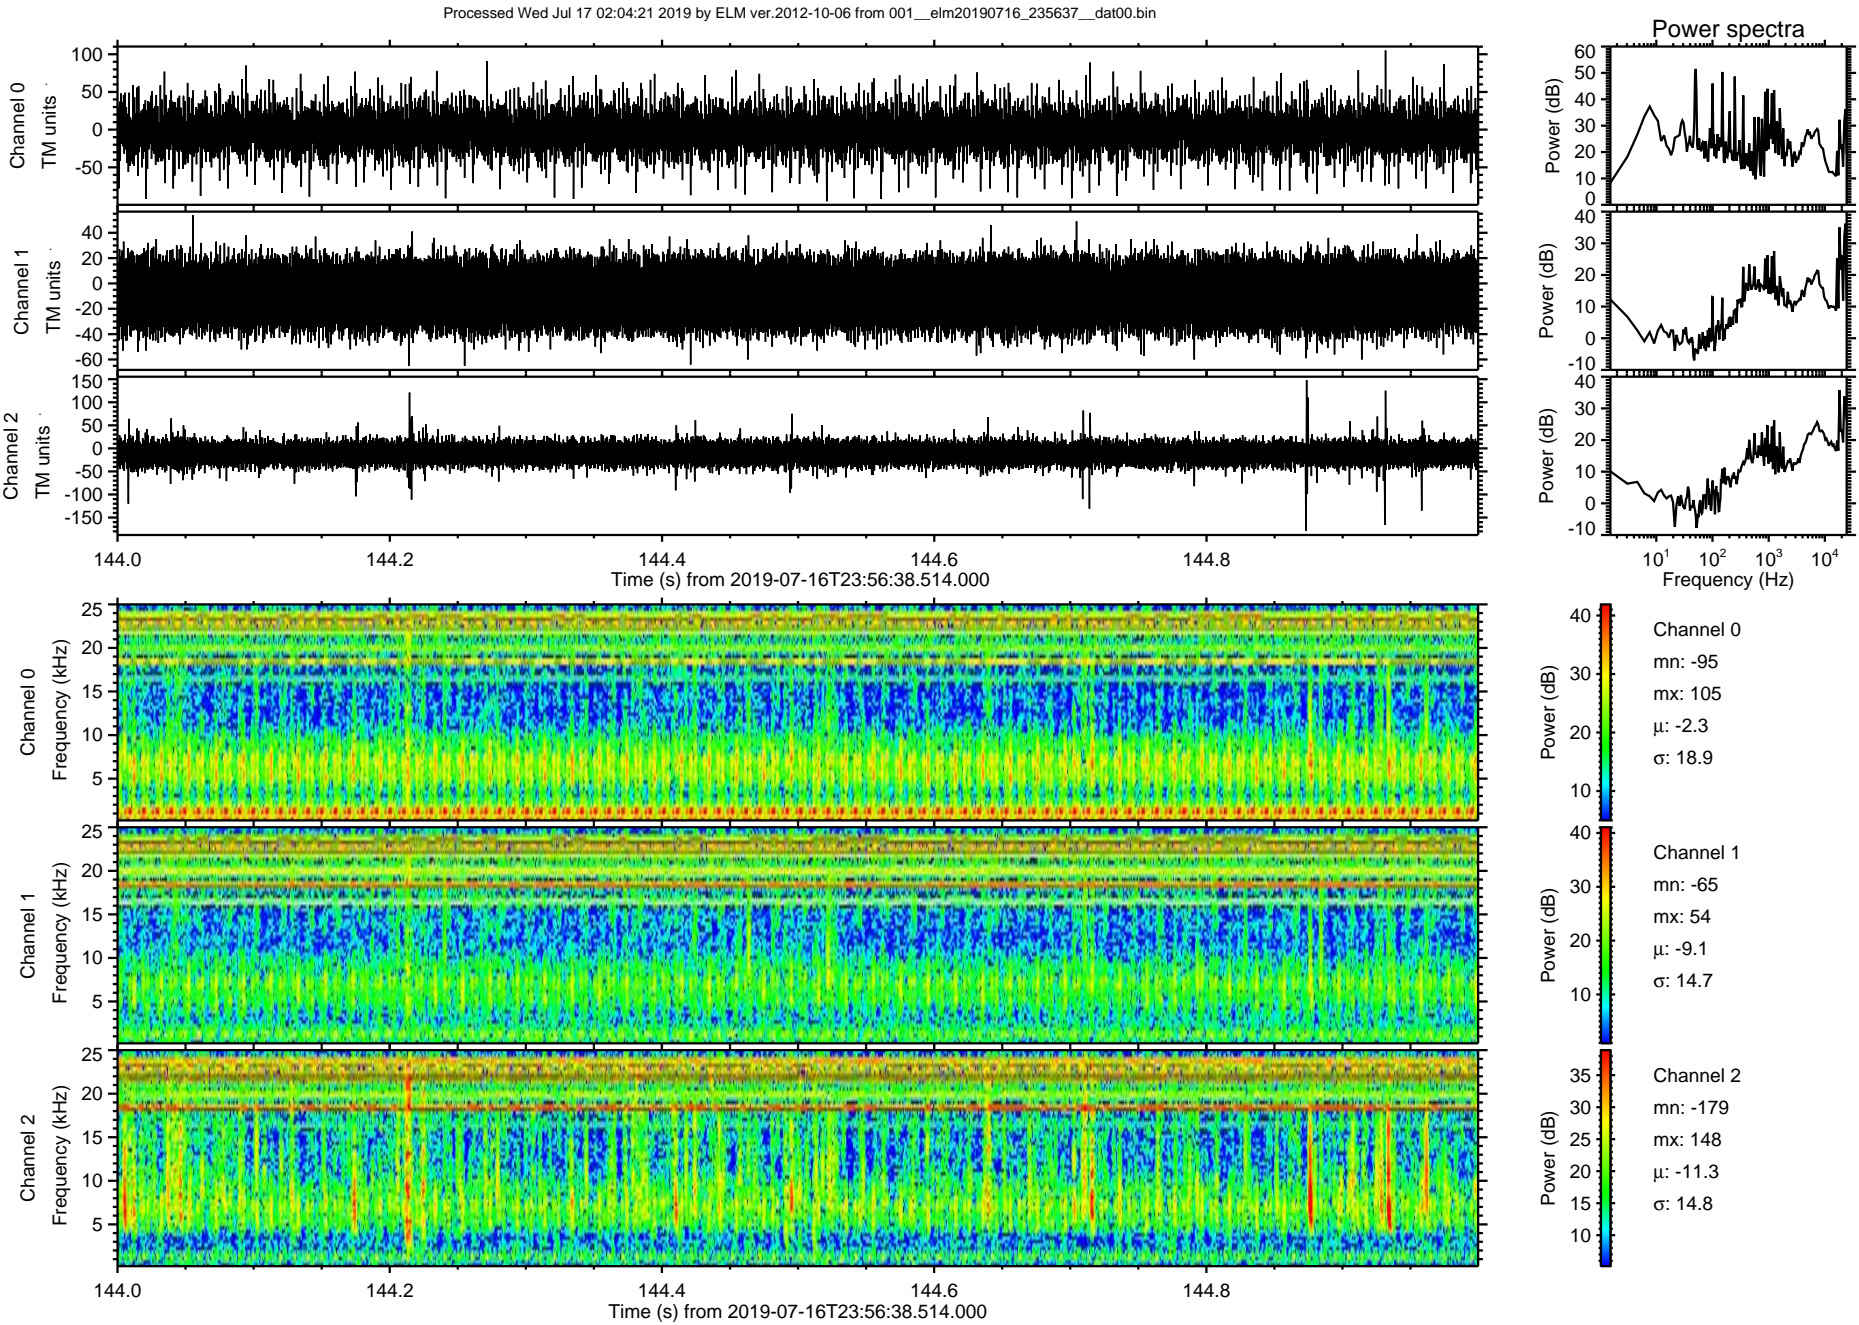 Processed Wed Jul 17 02:04:21 2019 by ELM ver.2012-10-06 from 001__elm20190716_235637__dat00.bin
Power spectra
Channel 0
TM units
100
50
0
-50
Power (dB)
60
50
40
30
20
10
0
Channel 1
TM units
40
20
0
-20
-40
-60
Power (dB)
40
30
20
10
0
-10
Channel 2
TM units
150
100
50
0
-50
-100
-150
Power (dB)
40
30
20
10
0
-10
144.0 144.2 144.4 144.6 144.8
Time (s) from 2019-07-16T23:56:38.514.000
10^1 10^2 10^3 10^4
Frequency (Hz)
Channel 0
Frequency (kHz)
25
20
15
10
5
Power (dB)
40
30
20
10
Channel 0
mn: -95
mx: 105
μ: -2.3
σ: 18.9
Channel 1
Frequency (kHz)
25
20
15
10
5
Power (dB)
40
30
20
10
Channel 1
mn: -65
mx: 54
μ: -9.1
σ: 14.7
Channel 2
Frequency (kHz)
25
20
15
10
5
Power (dB)
35
30
25
20
15
10
Channel 2
mn: -179
mx: 148
μ: -11.3
σ: 14.8
144.0 144.2 144.4 144.6 144.8
Time (s) from 2019-07-16T23:56:38.514.000